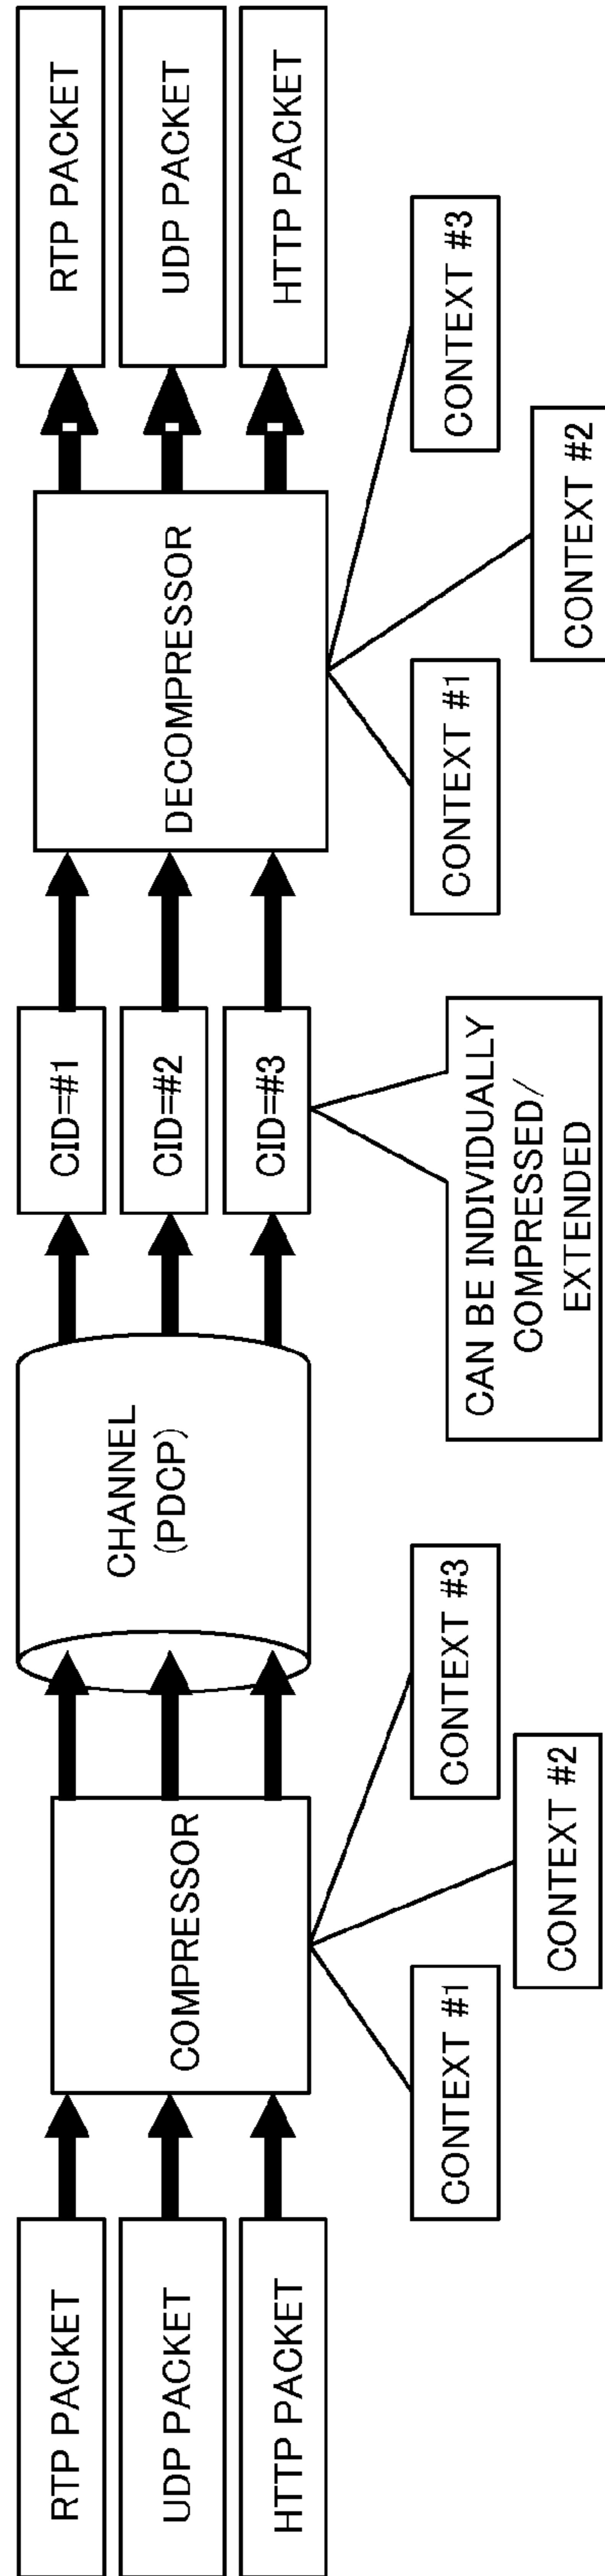 RTP PACKET
UDP PACKET
HTTP PACKET
COMPRESSOR
CONTEXT #1
CONTEXT #2
CONTEXT #3
CHANNEL
(PDCP)
CID=#1
CID=#2
CID=#3
CAN BE INDIVIDUALLY
COMPRESSED/
EXTENDED
DECOMPRESSOR
CONTEXT #1
CONTEXT #2
CONTEXT #3
RTP PACKET
UDP PACKET
HTTP PACKET